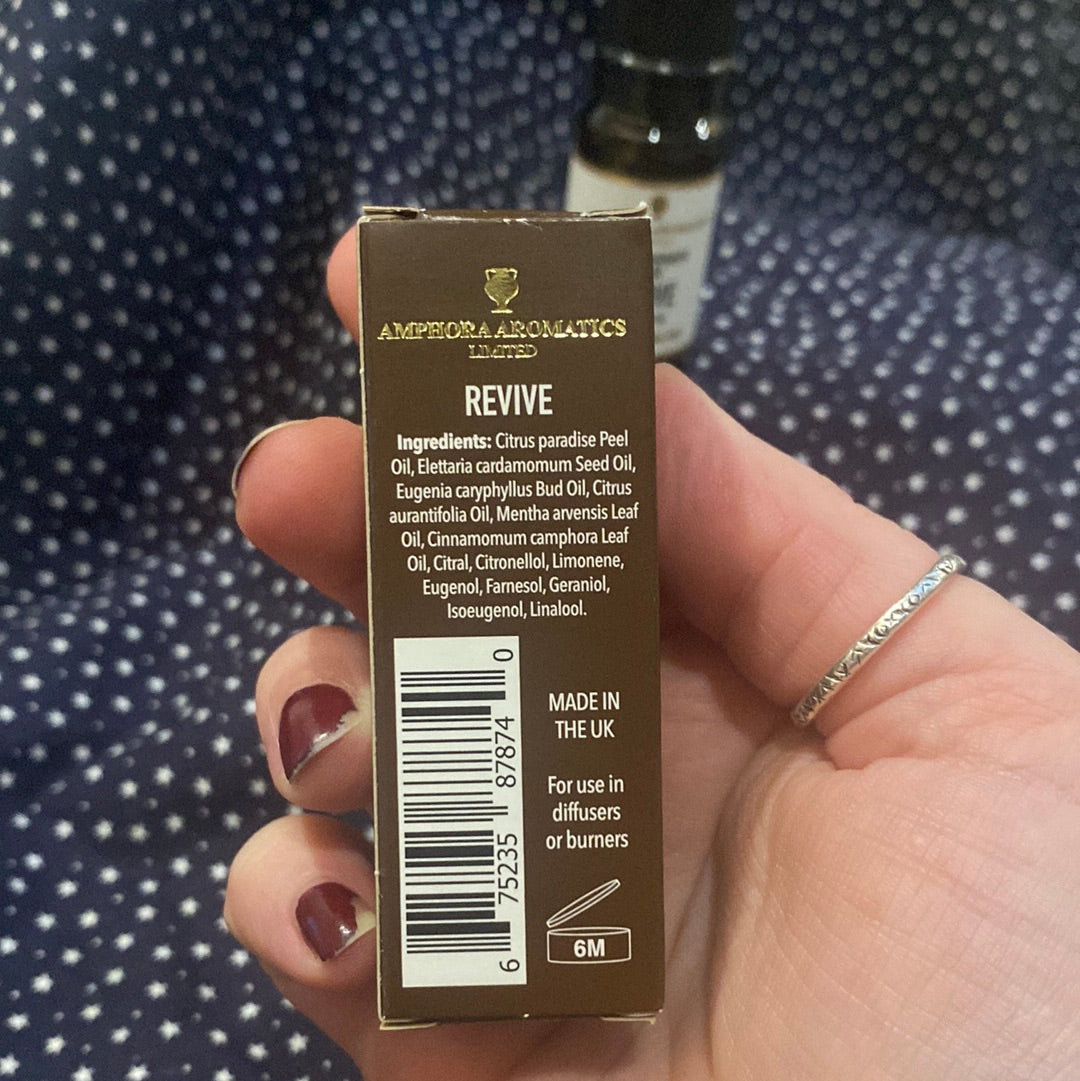 AMPHORA AROMATICS
LIMITED
REVIVE
Ingredients: Citrus paradise Peel
Oil, Elettaria cardamomum Seed Oil,
Eugenia caryphyllus Bud Oil, Citrus
aurantifolia Oil, Mentha arvensis Leaf
Oil, Cinnamomum camphora Leaf
Oil, Citral, Citronellol, Limonene,
Eugenol, Farnesol, Geraniol,
Isoeugenol, Linalool.
6 75235 87874 0
MADE IN
THE UK
For use in
diffusers
or burners
6M